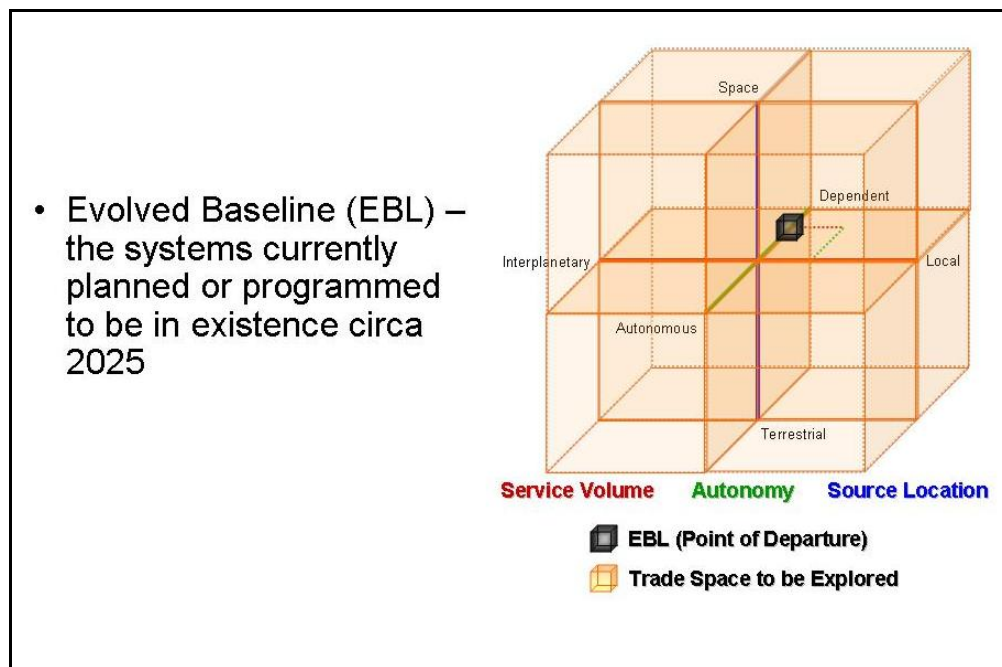 • Evolved Baseline (EBL) –
the systems currently
planned or programmed
to be in existence circa
2025
Space
Dependent
Interplanetary
Local
Autonomous
Terrestrial
Service Volume Autonomy Source Location
EBL (Point of Departure)
Trade Space to be Explored